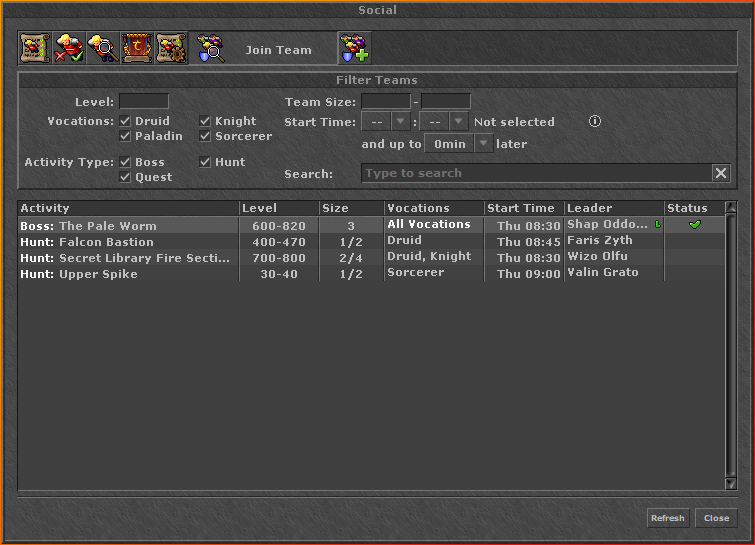 Social
Join Team
Filter Teams
Level: Team Size: -
Vocations: Druid Knight Start Time: -- : -- Not selected
Paladin Sorcerer
and up to 0min later
Activity Type: Boss Hunt
Quest
Search: Type to search
Activity Level Size Vocations Start Time Leader Status
Boss: The Pale Worm 600-820 3 All Vocations Thu 08:30 Shap Oddo...
Hunt: Falcon Bastion 400-470 1/2 Druid Thu 08:45 Faris Zyth
Hunt: Secret Library Fire Secti... 700-800 2/4 Druid, Knight Thu 08:30 Wizo Olfu
Hunt: Upper Spike 30-40 1/2 Sorcerer Thu 09:00 Valin Grato
Refresh Close